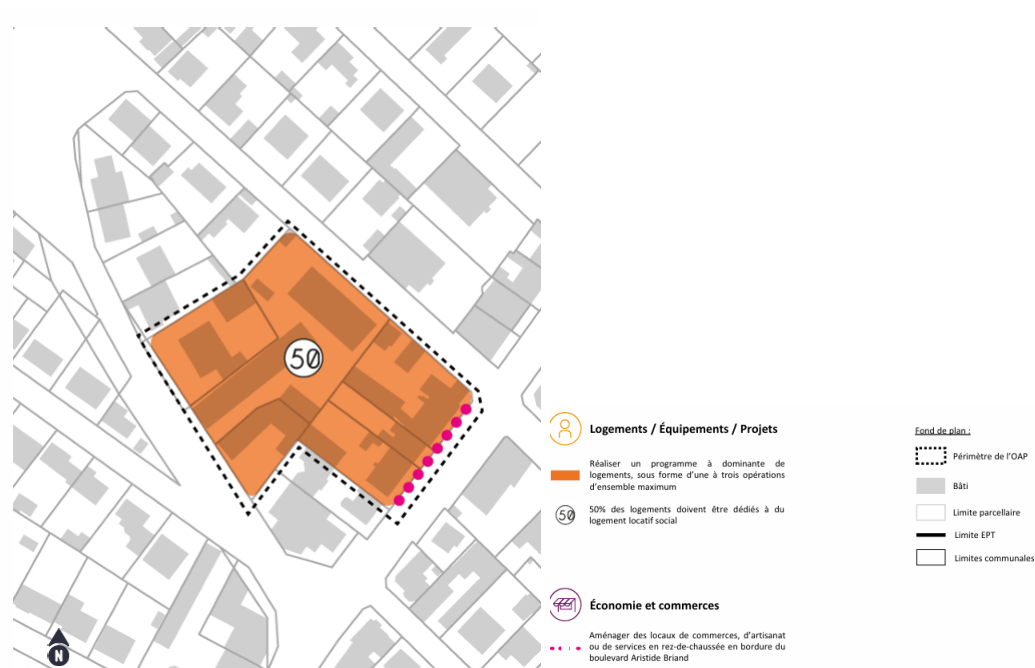 50
N
Logements / Équipements / Projets
Réaliser un programme à dominante de
logements, sous forme d'une à trois opérations
d'ensemble maximum
50
50% des logements doivent être dédiés à du
logement locatif social
Économie et commerces
Aménager des locaux de commerces, d'artisanat
ou de services en rez-de-chaussée en bordure du
boulevard Aristide Briand
Fond de plan :
Périmètre de l'OAP
Bâti
Limite parcellaire
Limite EPT
Limites communales